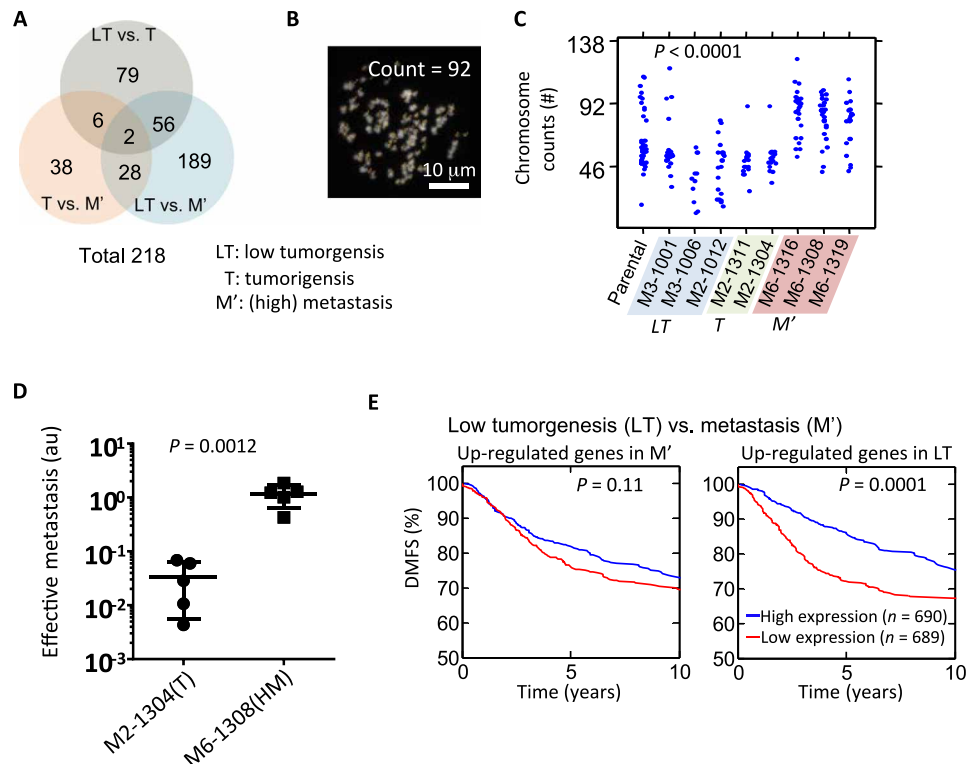 A
LT vs. T
79
6
56
2
38
28
189
T vs. M’
LT vs. M’
Total 218
LT: low tumorgensis
T: tumorigensis
M’: (high) metastasis
B
Count = 92
10 µm
C
P < 0.0001
Chromosome
counts (#)
138
92
46
Parental
M3-1001
M3-1006
M2-1012
M2-1311
M2-1304
M6-1316
M6-1308
M6-1319
LT
T
M’
D
P = 0.0012
Effective metastasis (au)
10¹
10⁰
10⁻¹
10⁻²
10⁻³
M2-1304(T)
M6-1308(HM)
E
Low tumorgenesis (LT) vs. metastasis (M’)
Up-regulated genes in M’
P = 0.11
DMFS (%)
100
90
80
70
60
50
0
5
10
Time (years)
Up-regulated genes in LT
P = 0.0001
100
90
80
70
60
50
High expression (n = 690)
Low expression (n = 689)
0
5
10
Time (years)